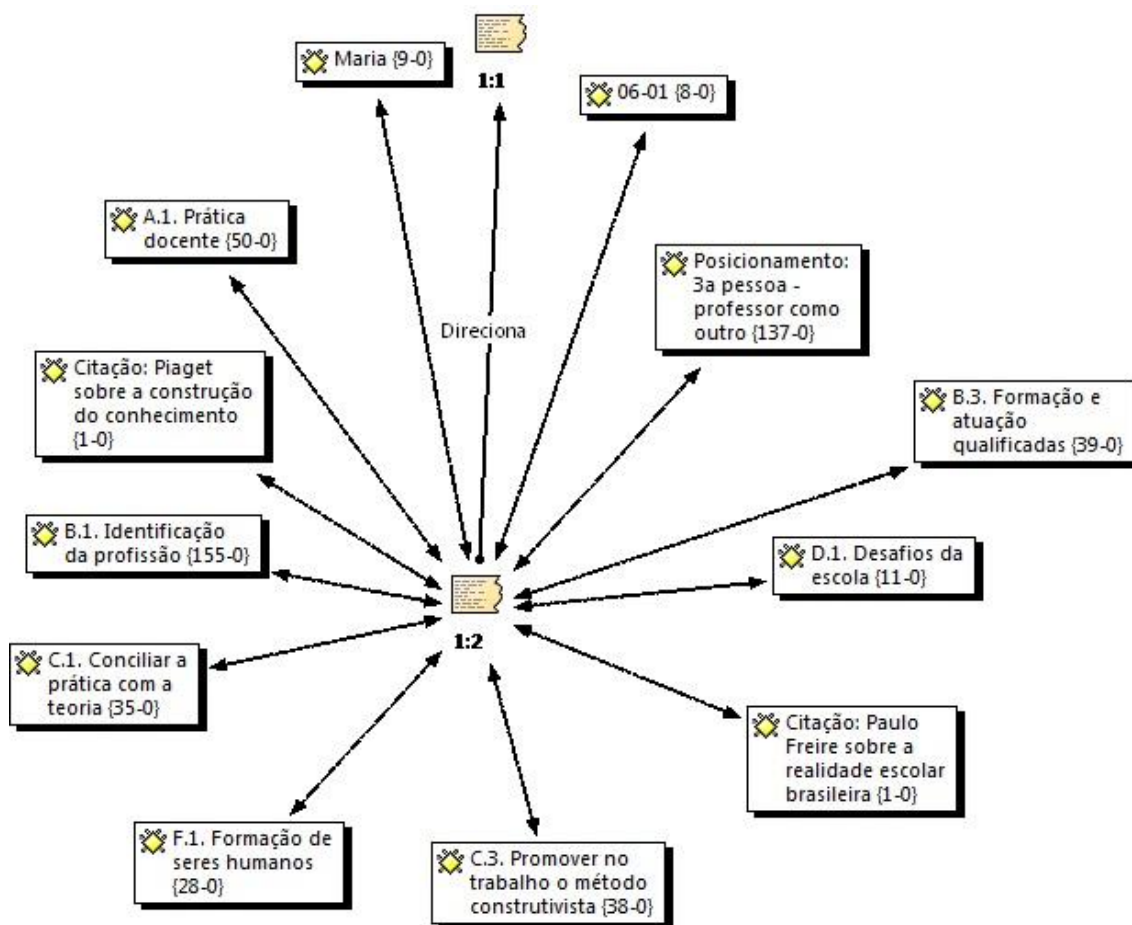 Maria {9-0}
1:1
06-01 {8-0}
A.1. Prática
docente {50-0}
Posicionamento:
3a pessoa -
professor como
outro {137-0}
Direciona
Citação: Piaget
sobre a construção
do conhecimento
{1-0}
B.3. Formação e
atuação
qualificadas {39-0}
B.1. Identificação
da profissão {155-0}
D.1. Desafios da
escola {11-0}
1:2
C.1. Conciliar a
prática com a
teoria {35-0}
Citação: Paulo
Freire sobre a
realidade escolar
brasileira {1-0}
F.1. Formação de
seres humanos
{28-0}
C.3. Promover no
trabalho o método
construtivista {38-0}